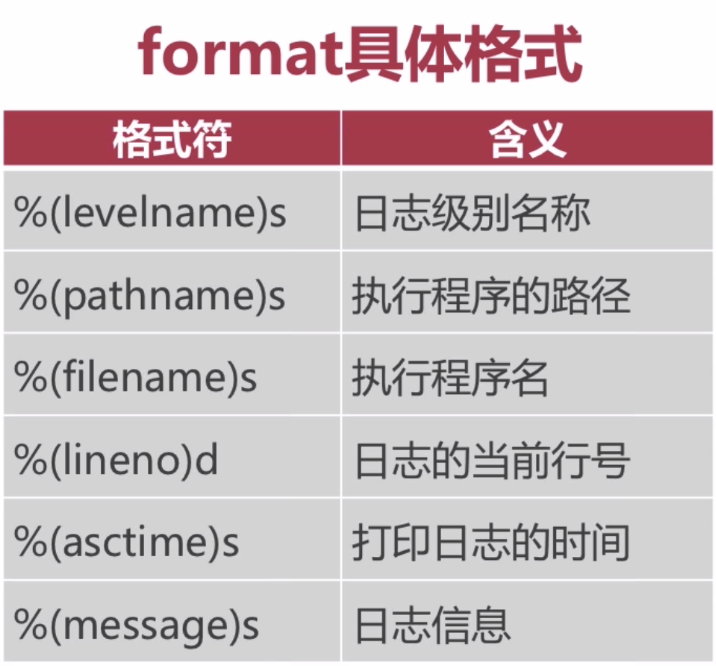 format具体格式
格式符 含义
%(levelname)s 日志级别名称
%(pathname)s 执行程序的路径
%(filename)s 执行程序名
%(lineno)d 日志的当前行号
%(asctime)s 打印日志的时间
%(message)s 日志信息